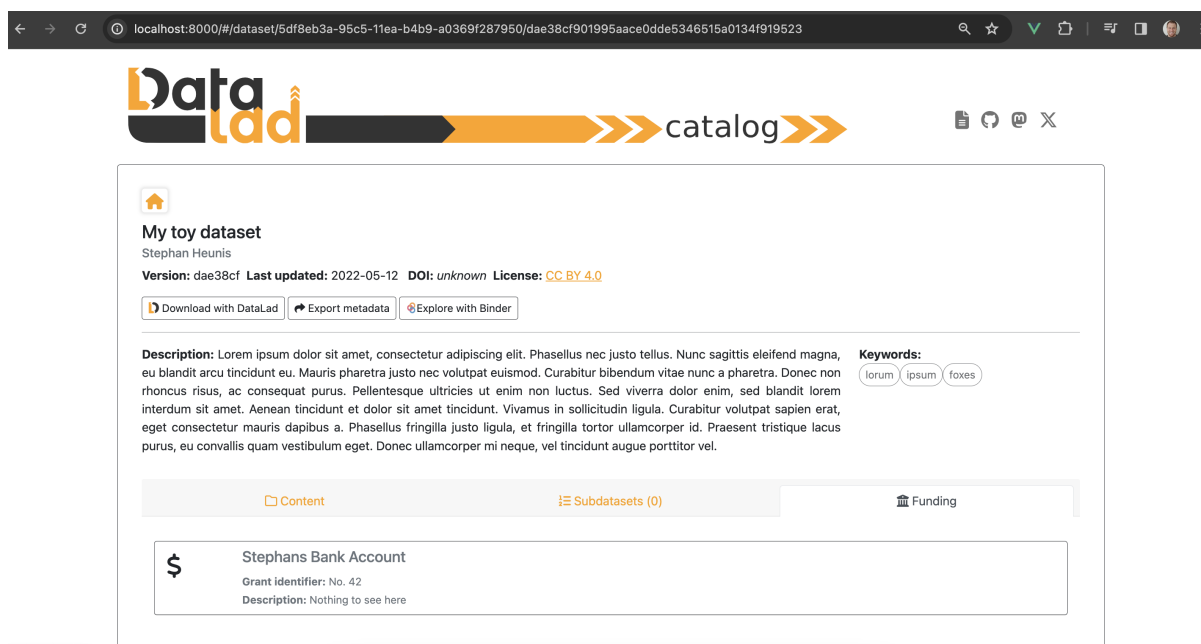 localhost:8000/#/dataset/5df8eb3a-95c5-11ea-b4b9-a0369f287950/dae38cf901995aace0dde5346515a0134f919523
Data
lad
catalog
My toy dataset
Stephan Heunis
Version: dae38cf Last updated: 2022-05-12 DOI: unknown License: CC BY 4.0
Download with DataLad
Export metadata
Explore with Binder
Description: Lorem ipsum dolor sit amet, consectetur adipiscing elit. Phasellus nec justo tellus. Nunc sagittis eleifend magna,
eu blandit arcu tincidunt eu. Mauris pharetra justo nec volutpat euismod. Curabitur bibendum vitae nunc a pharetra. Donec non
rhoncus risus, ac consequat purus. Pellentesque ultricies ut enim non luctus. Sed viverra dolor enim, sed blandit lorem
interdum sit amet. Aenean tincidunt et dolor sit amet tincidunt. Vivamus in sollicitudin ligula. Curabitur volutpat sapien erat,
eget consectetur mauris dapibus a. Phasellus fringilla justo ligula, et fringilla tortor ullamcorper id. Praesent tristique lacus
purus, eu convallis quam vestibulum eget. Donec ullamcorper mi neque, vel tincidunt augue porttitor vel.
Keywords:
lorum ipsum foxes
Content
Subdatasets (0)
Funding
$
Stephans Bank Account
Grant identifier: No. 42
Description: Nothing to see here